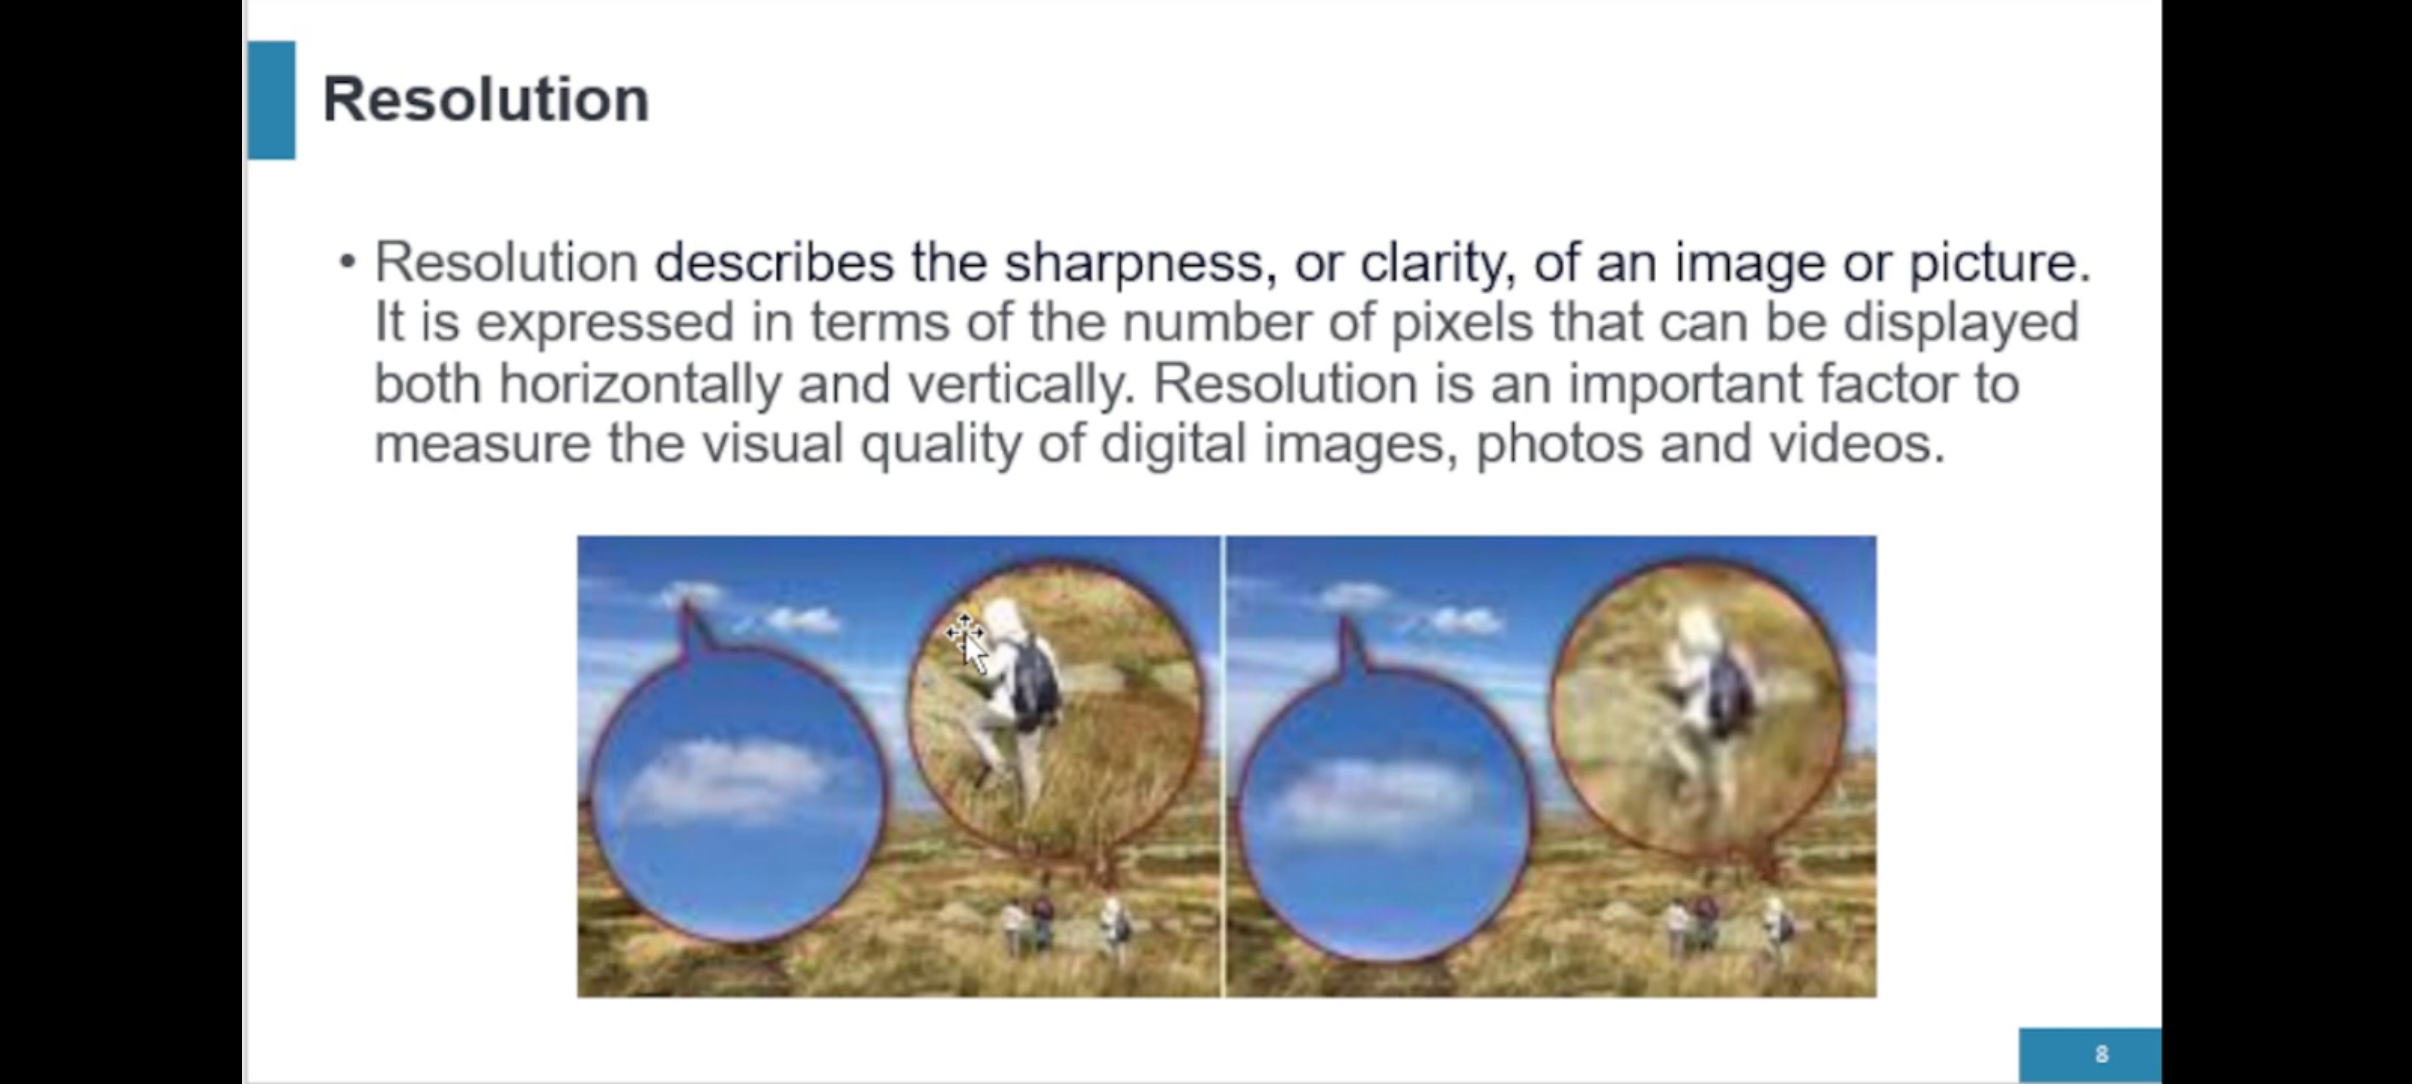 Resolution
• Resolution describes the sharpness, or clarity, of an image or picture.
It is expressed in terms of the number of pixels that can be displayed
both horizontally and vertically. Resolution is an important factor to
measure the visual quality of digital images, photos and videos.
8